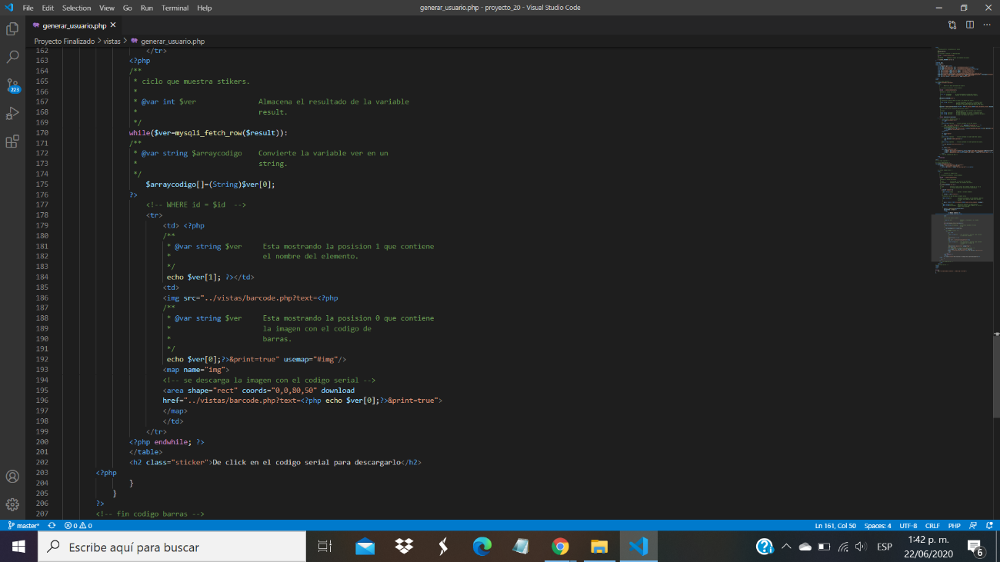 File Edit Selection View Go Run Terminal Help
generar_usuario.php - proyecto_20 - Visual Studio Code
generar_usuario.php
Proyecto Finalizado > vistas > generar_usuario.php
162 </tr>
163 <?php
164 /**
165 * ciclo que muestra stikers.
166 *
167 * @var int $ver Almacena el resultado de la variable
168 * result.
169 */
170 while($ver=mysqli_fetch_row($result)):
171 /**
172 * @var string $arraycodigo Convierte la variable ver en un
173 * string.
174 */
175 $arraycodigo[]=(String)$ver[0];
176 ?>
177 <!-- WHERE id = $id -->
178 <tr>
179 <td> <?php
180 /**
181 * @var string $ver Esta mostrando la posision 1 que contiene
182 * el nombre del elemento.
183 */
184 echo $ver[1]; ?></td>
185 <td>
186 <img src="../vistas/barcode.php?text=<?php
187 /**
188 * @var string $ver Esta mostrando la posision 0 que contiene
189 * la imagen con el codigo de
190 * barras.
191 */
192 echo $ver[0];?>&print=true" usemap="#img"/>
193 <map name="img">
194 <!-- se descarga la imagen con el codigo serial -->
195 <area shape="rect" coords="0,0,80,50" download
196 href="../vistas/barcode.php?text=<?php echo $ver[0];?>&print=true">
197 </map>
198 </td>
199 </tr>
200 <?php endwhile; ?>
201 </table>
202 <h2 class="sticker">De click en el codigo serial para descargarlo</h2>
203 <?php
204 }
205 }
206 ?>
207 <!-- fin codigo barras -->
223
master* 0 0 Ln 161, Col 50 Spaces: 4 UTF-8 CRLF PHP
Escribe aquí para buscar
ESP
1:42 p. m.
22/06/2020
6